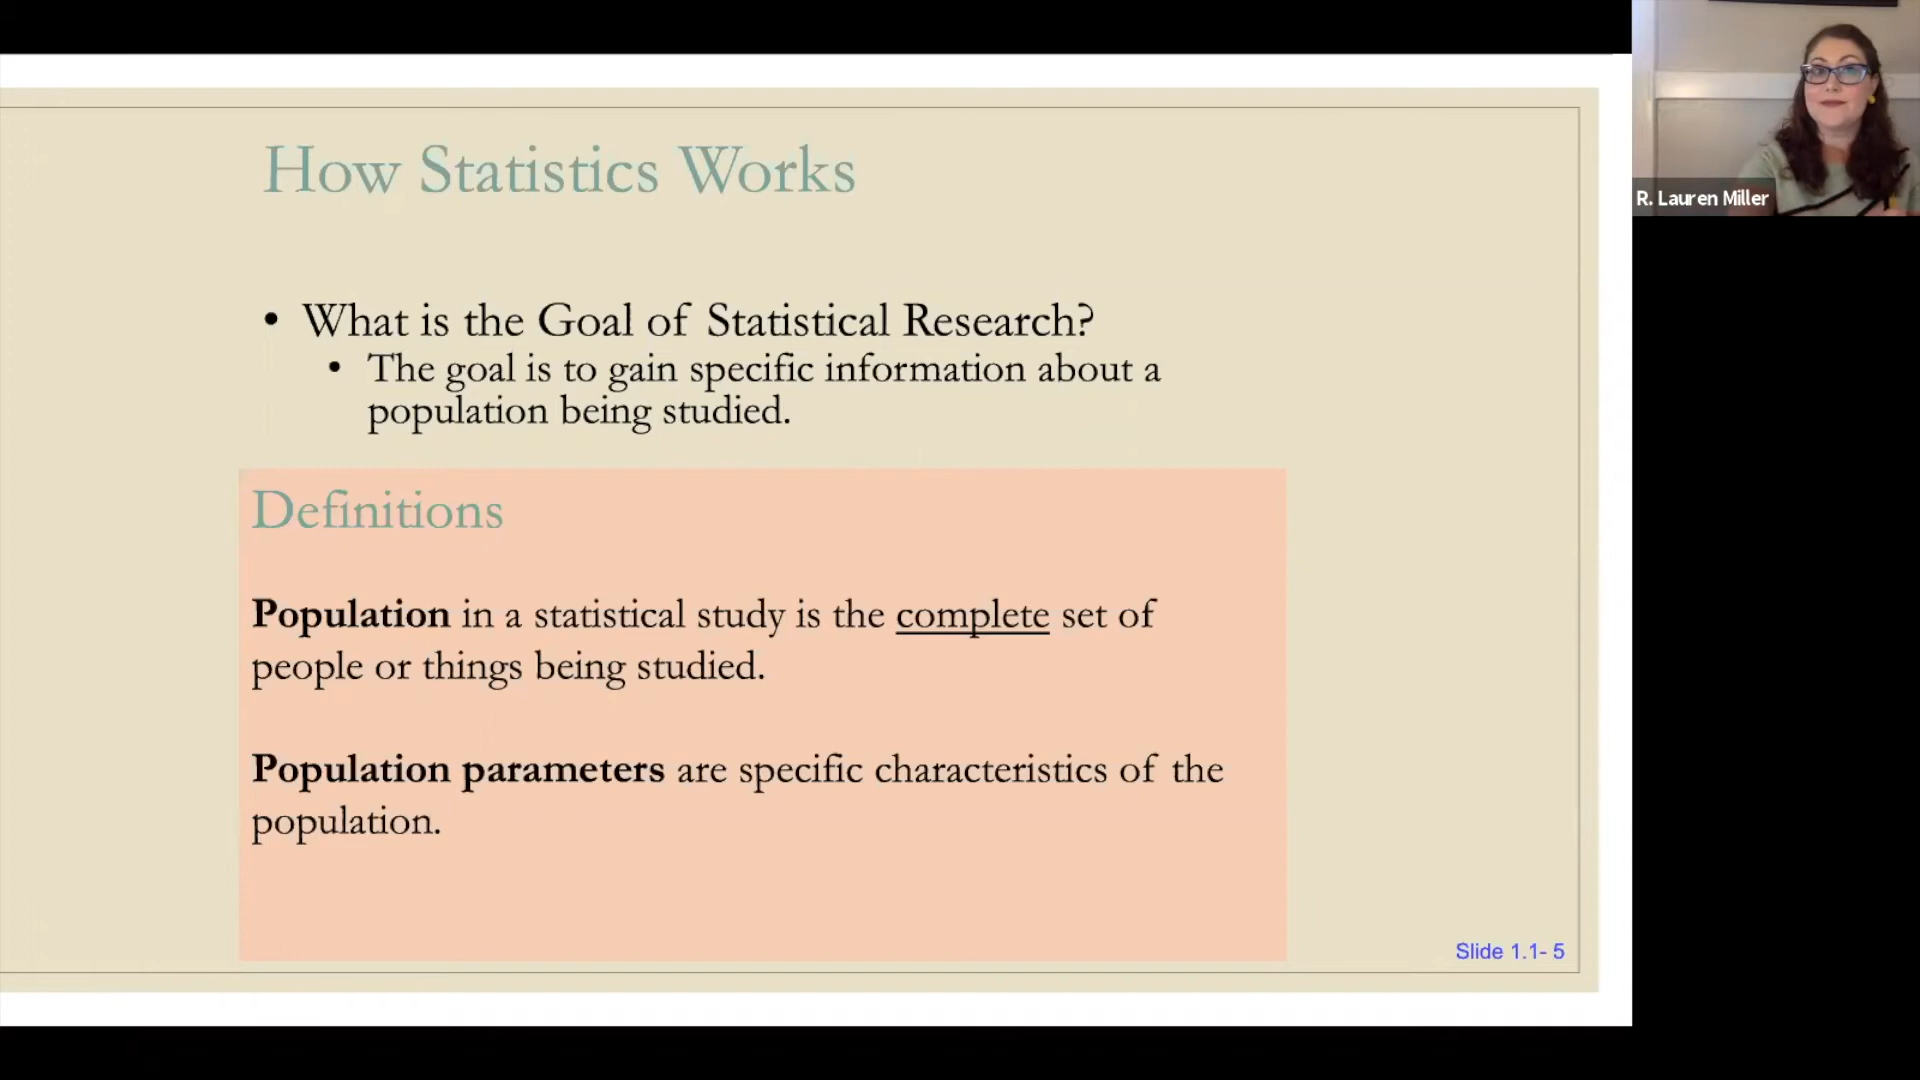 How Statistics Works
• What is the Goal of Statistical Research?
• The goal is to gain specific information about a
population being studied.
Definitions
Population in a statistical study is the complete set of
people or things being studied.
Population parameters are specific characteristics of the
population.
Slide 1.1- 5
R. Lauren Miller